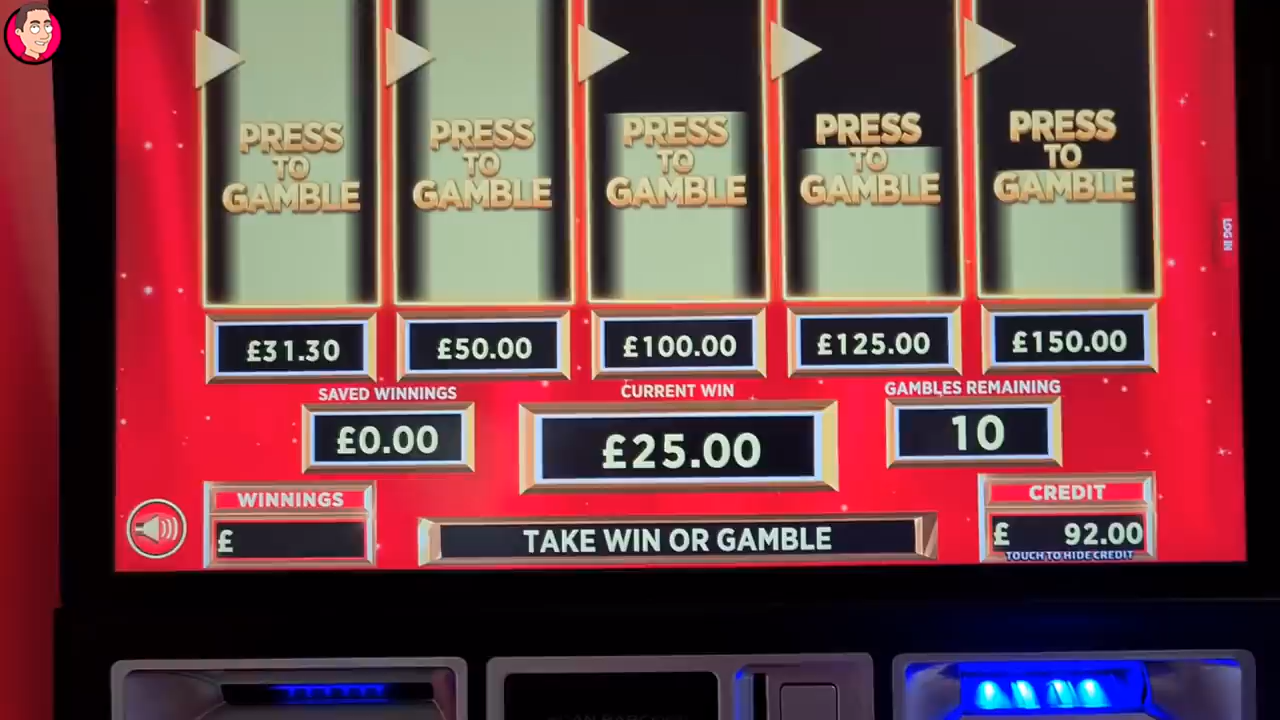 PRESS
TO
GAMBLE
PRESS
TO
GAMBLE
PRESS
TO
GAMBLE
PRESS
TO
GAMBLE
PRESS
TO
GAMBLE
LOG IN
£31.30
£50.00
£100.00
£125.00
£150.00
SAVED WINNINGS
CURRENT WIN
GAMBLES REMAINING
£0.00
£25.00
10
WINNINGS
£
TAKE WIN OR GAMBLE
CREDIT
£ 92.00
TOUCH TO HIDE CREDIT